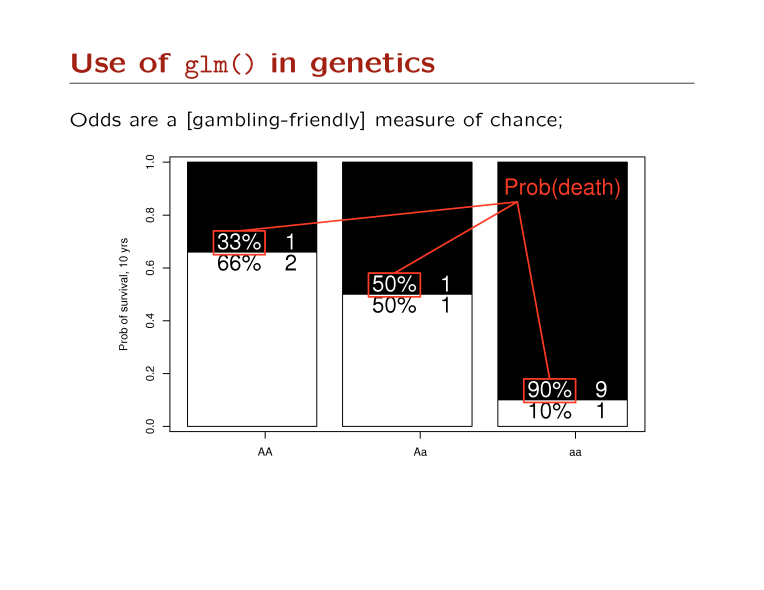 Use of glm() in genetics
Odds are a [gambling-friendly] measure of chance;
Prob of survival, 10 yrs
1.0
0.8
0.6
0.4
0.2
0.0
Prob(death)
33% 1
66% 2
50% 1
50% 1
90% 9
10% 1
AA
Aa
aa